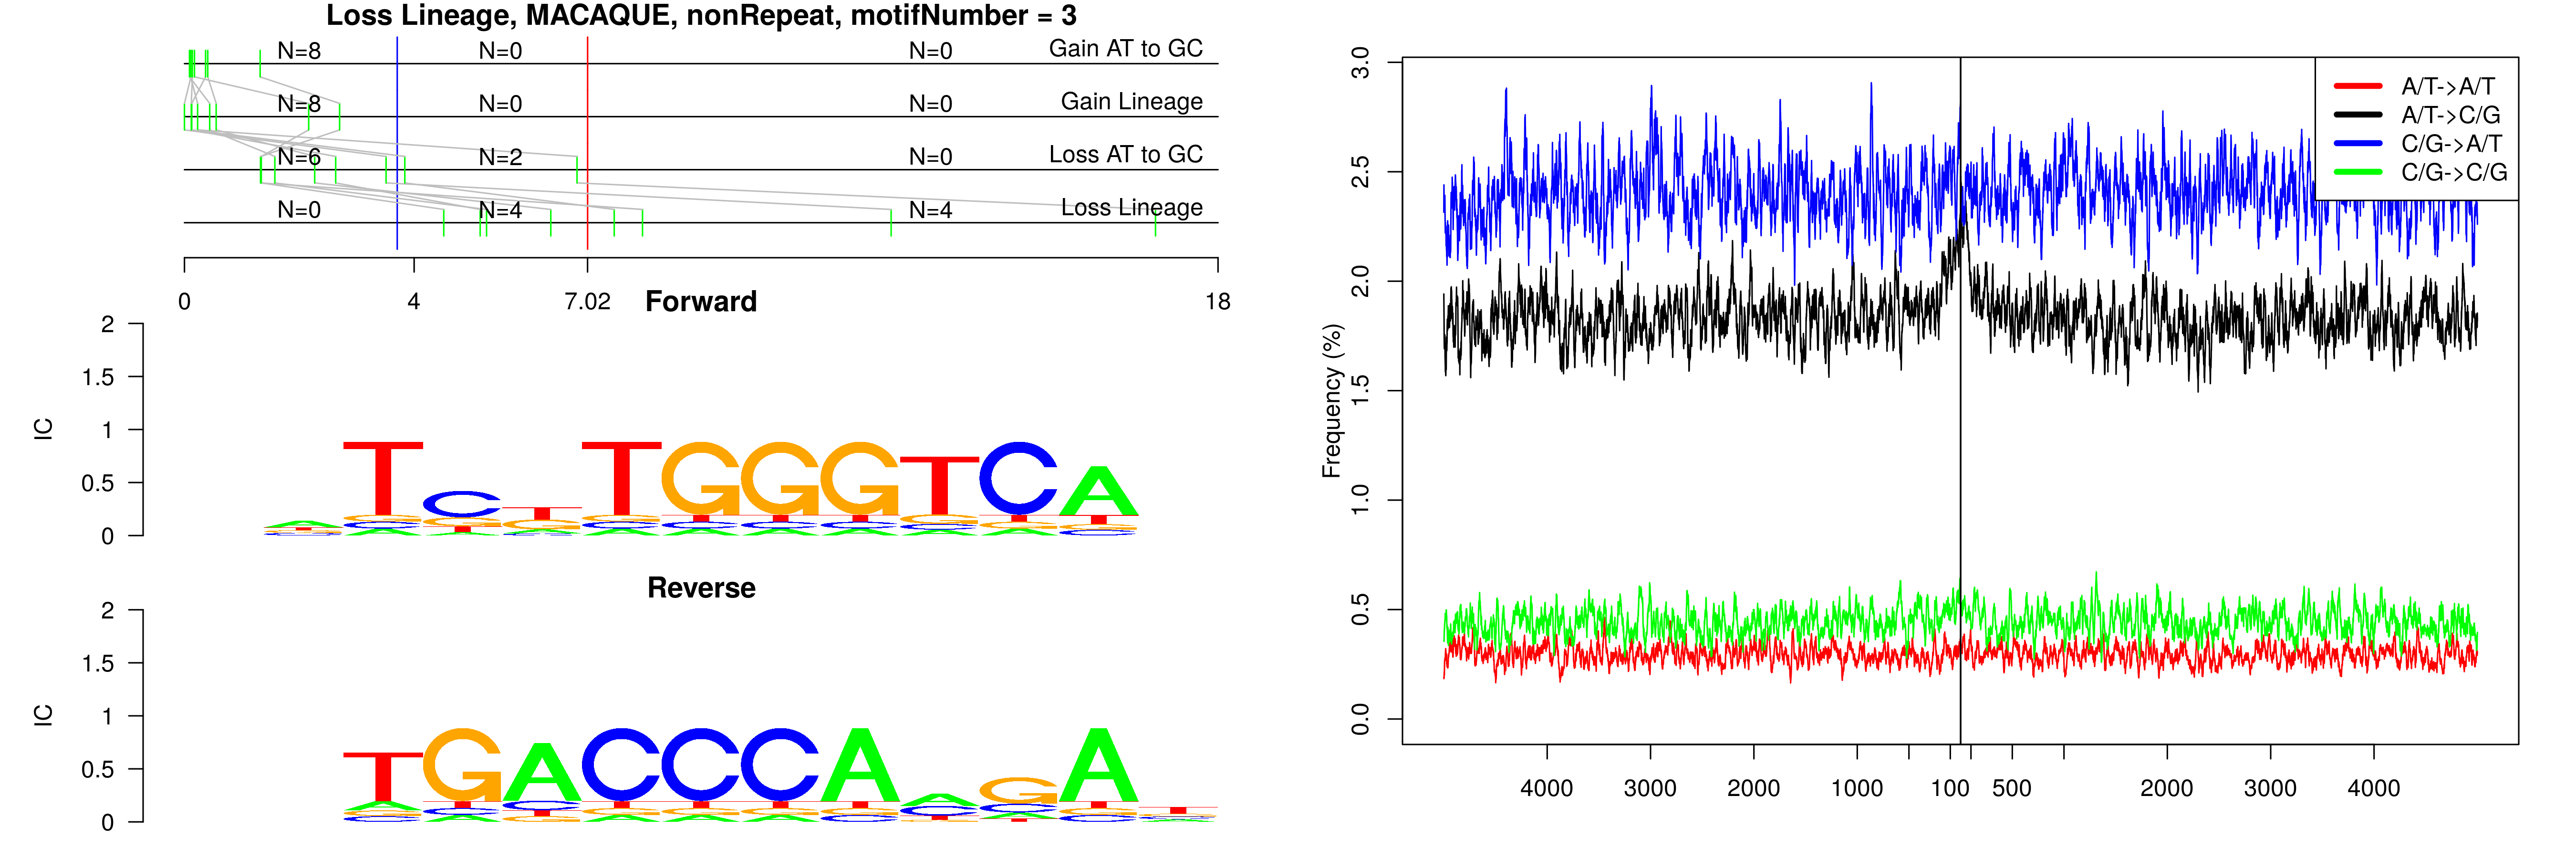 Loss Lineage, MACAQUE, nonRepeat, motifNumber = 3
N=8 N=0 N=0 Gain AT to GC
N=8 N=0 N=0 Gain Lineage
N=6 N=2 N=0 Loss AT to GC
N=0 N=4 N=4 Loss Lineage
0 4 7.02 18
Forward
IC
2
1.5
1
0.5
0
A T C T T G G G T C A
Reverse
IC
2
1.5
1
0.5
0
T G A C C C A A G A T
Frequency (%)
3.0
2.5
2.0
1.5
1.0
0.5
0.0
A/T->A/T
A/T->C/G
C/G->A/T
C/G->C/G
4000 3000 2000 1000 100 500 2000 3000 4000